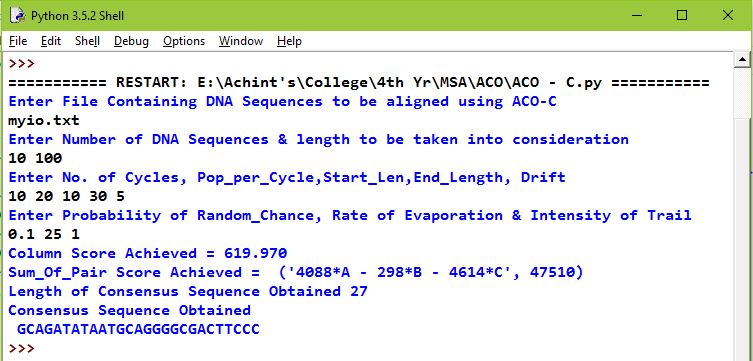 Python 3.5.2 Shell
File Edit Shell Debug Options Window Help
>>>
=========== RESTART: E:\Achint's\College\4th Yr\MSA\ACO\ACO - C.py ===========
Enter File Containing DNA Sequences to be aligned using ACO-C
myio.txt
Enter Number of DNA Sequences & length to be taken into consideration
10 100
Enter No. of Cycles, Pop_per_Cycle,Start_Len,End_Length, Drift
10 20 10 30 5
Enter Probability of Random_Chance, Rate of Evaporation & Intensity of Trail
0.1 25 1
Column Score Achieved = 619.970
Sum_Of_Pair Score Achieved =  ('4088*A - 298*B - 4614*C', 47510)
Length of Consensus Sequence Obtained 27
Consensus Sequence Obtained
 GCAGATATAATGCAGGGGCGACTTCCC
>>>